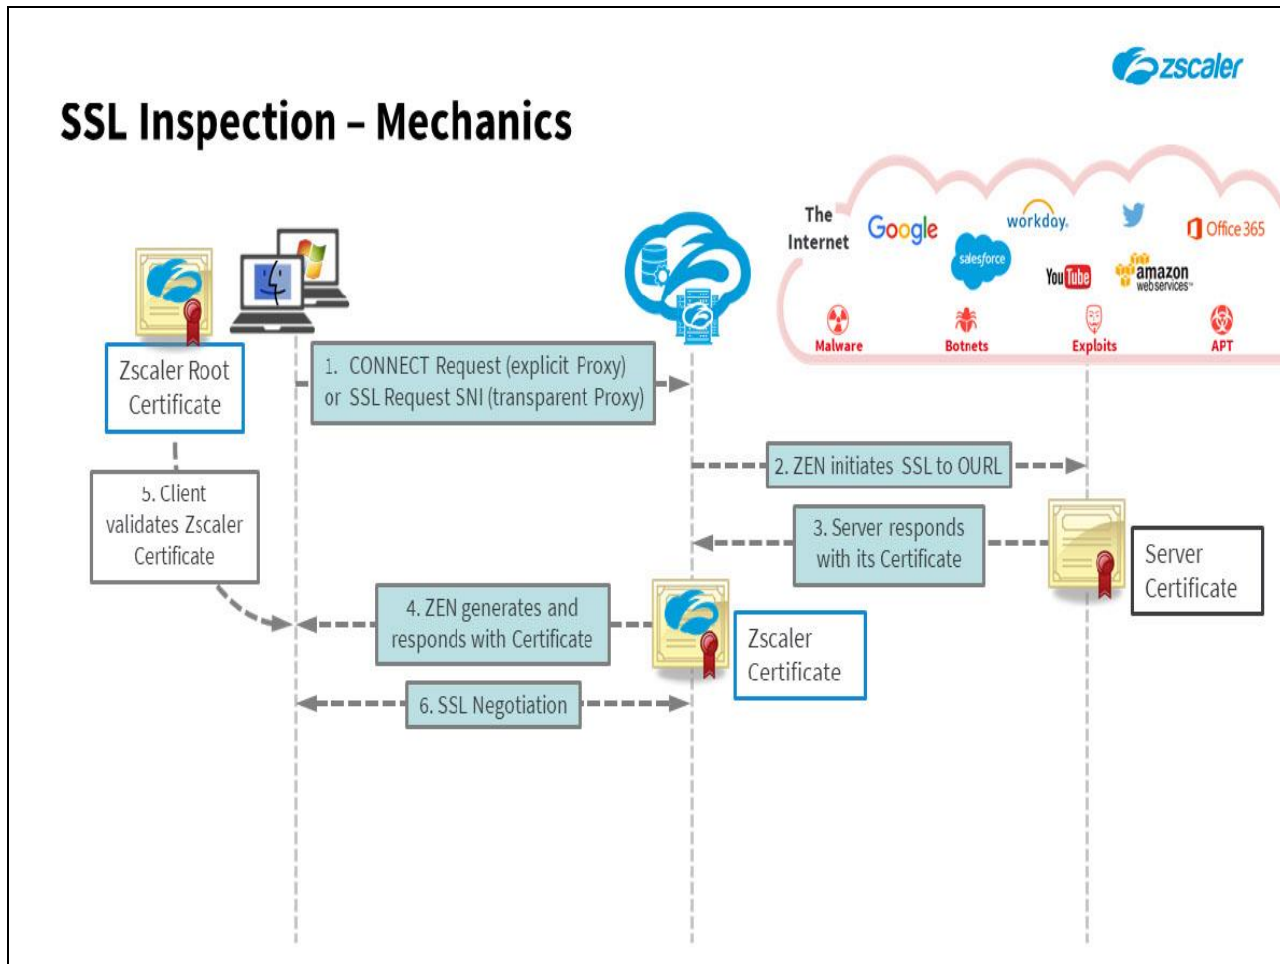 zscaler
SSL Inspection – Mechanics
The
Internet
Google
workday.
Office 365
salesforce
YouTube
amazon
webservices™
Malware
Botnets
Exploits
APT
Zscaler Root
Certificate
1. CONNECT Request (explicit Proxy)
or SSL Request SNI (transparent Proxy)
2. ZEN initiates SSL to OURL
5. Client
validates Zscaler
Certificate
3. Server responds
with its Certificate
Server
Certificate
4. ZEN generates and
responds with Certificate
Zscaler
Certificate
6. SSL Negotiation